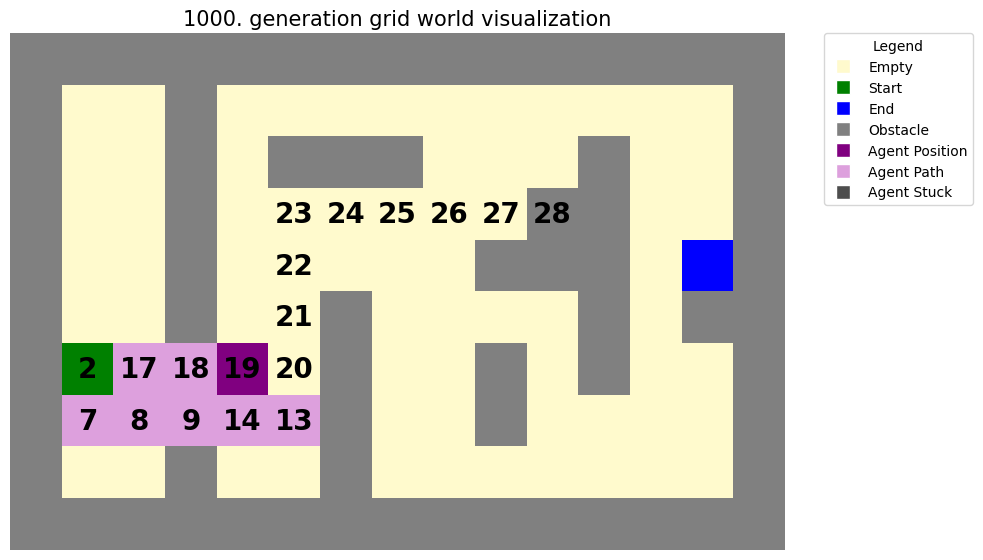 1000. generation grid world visualization
Legend
Empty
Start
End
Obstacle
Agent Position
Agent Path
Agent Stuck
23 24 25 26 27 28
22
21
2 17 18 19 20
7 8 9 14 13